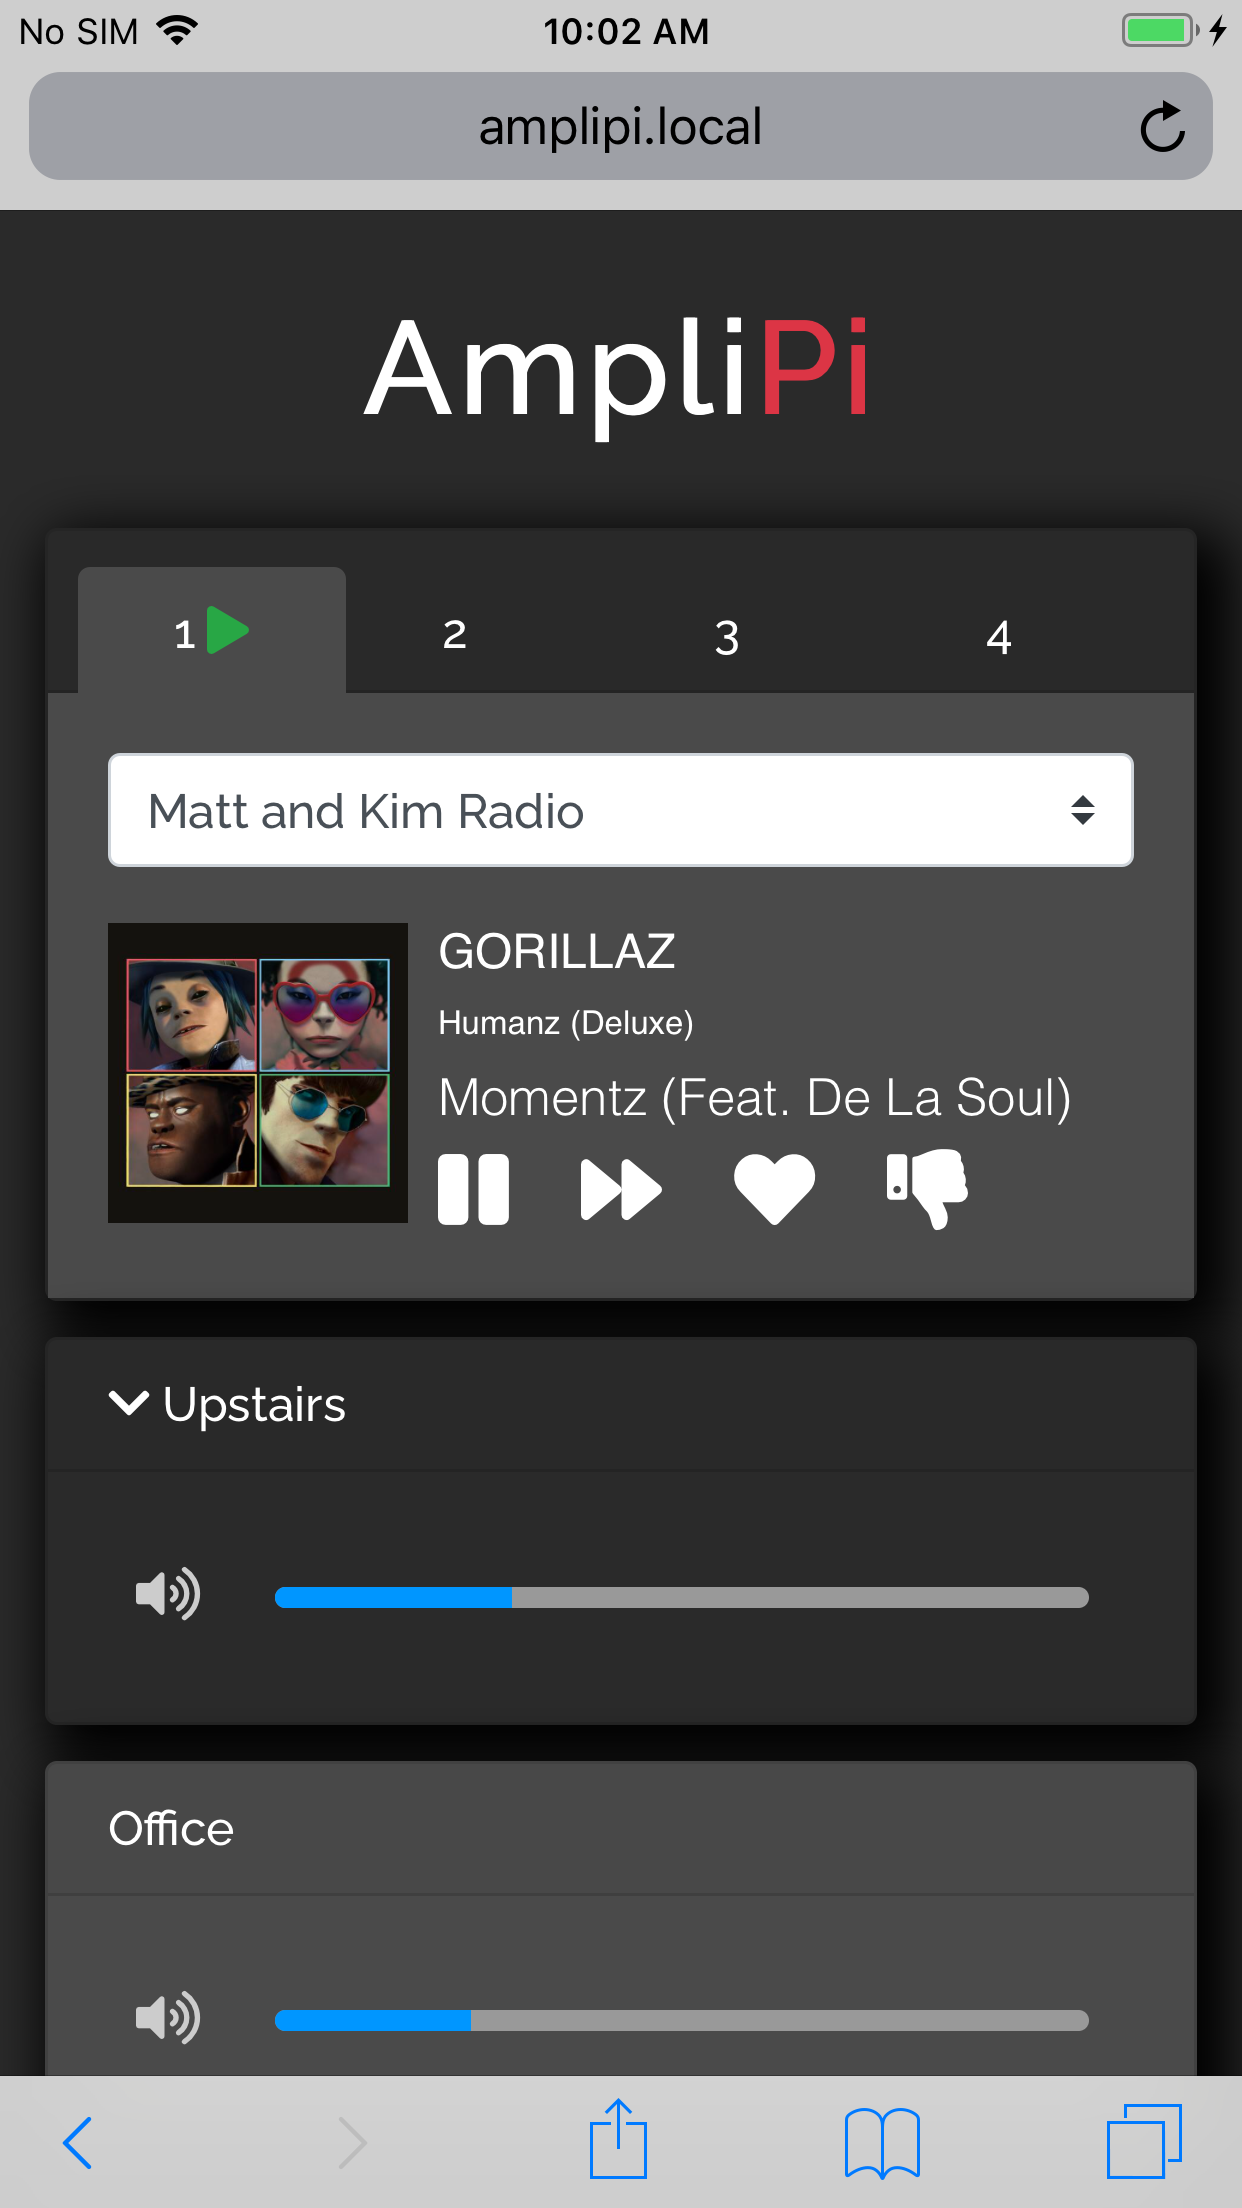 No SIM 10:02 AM
amplipi.local
AmpliPi
1 2 3 4
Matt and Kim Radio
GORILLAZ
Humanz (Deluxe)
Momentz (Feat. De La Soul)
Upstairs
Office